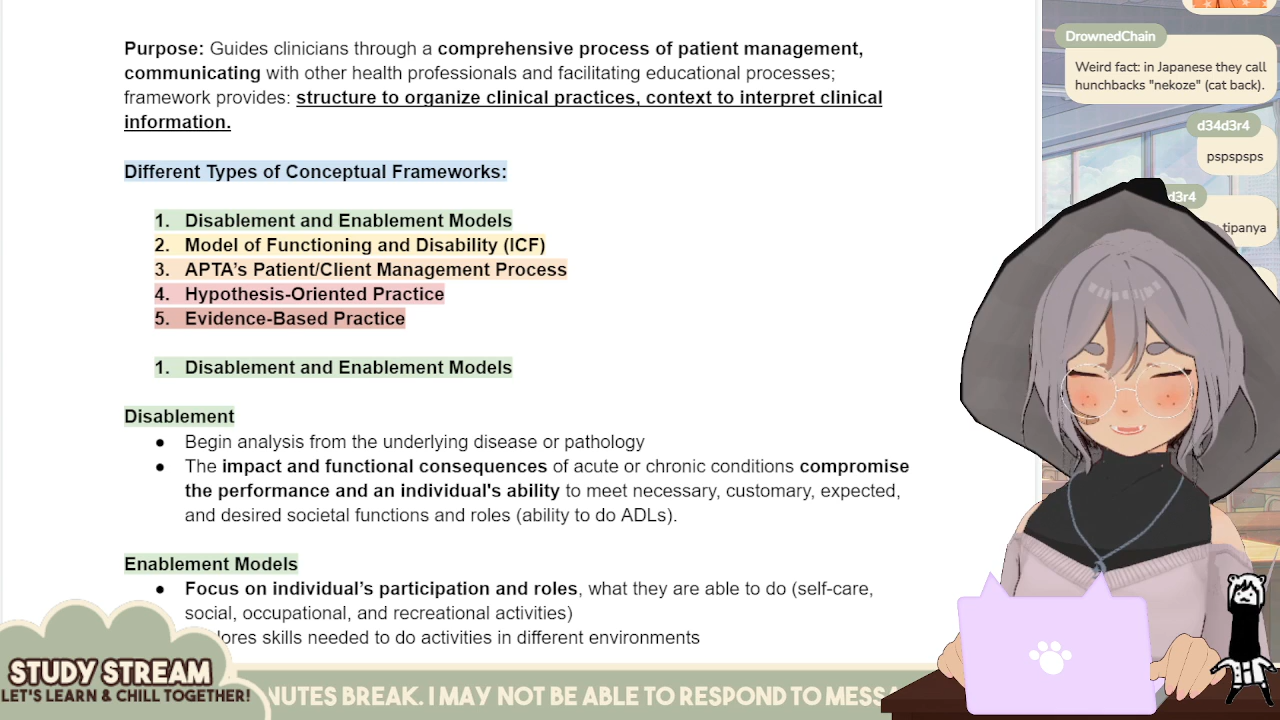 Purpose: Guides clinicians through a comprehensive process of patient management,
communicating with other health professionals and facilitating educational processes;
framework provides: structure to organize clinical practices, context to interpret clinical
information.
Different Types of Conceptual Frameworks:
1. Disablement and Enablement Models
2. Model of Functioning and Disability (ICF)
3. APTA's Patient/Client Management Process
4. Hypothesis-Oriented Practice
5. Evidence-Based Practice
1. Disablement and Enablement Models
Disablement
● Begin analysis from the underlying disease or pathology
● The impact and functional consequences of acute or chronic conditions compromise
the performance and an individual's ability to meet necessary, customary, expected,
and desired societal functions and roles (ability to do ADLs).
Enablement Models
● Focus on individual's participation and roles, what they are able to do (self-care,
social, occupational, and recreational activities)
skills needed to do activities in different environments
STUDY STREAM
LET'S LEARN & CHILL TOGETHER!
BREAK. I MAY NOT BE ABLE TO RESPOND TO
DrownedChain
Weird fact: in Japanese they call
hunchbacks "nekoze" (cat back).
d34d3r4
pspspsps
tipanya